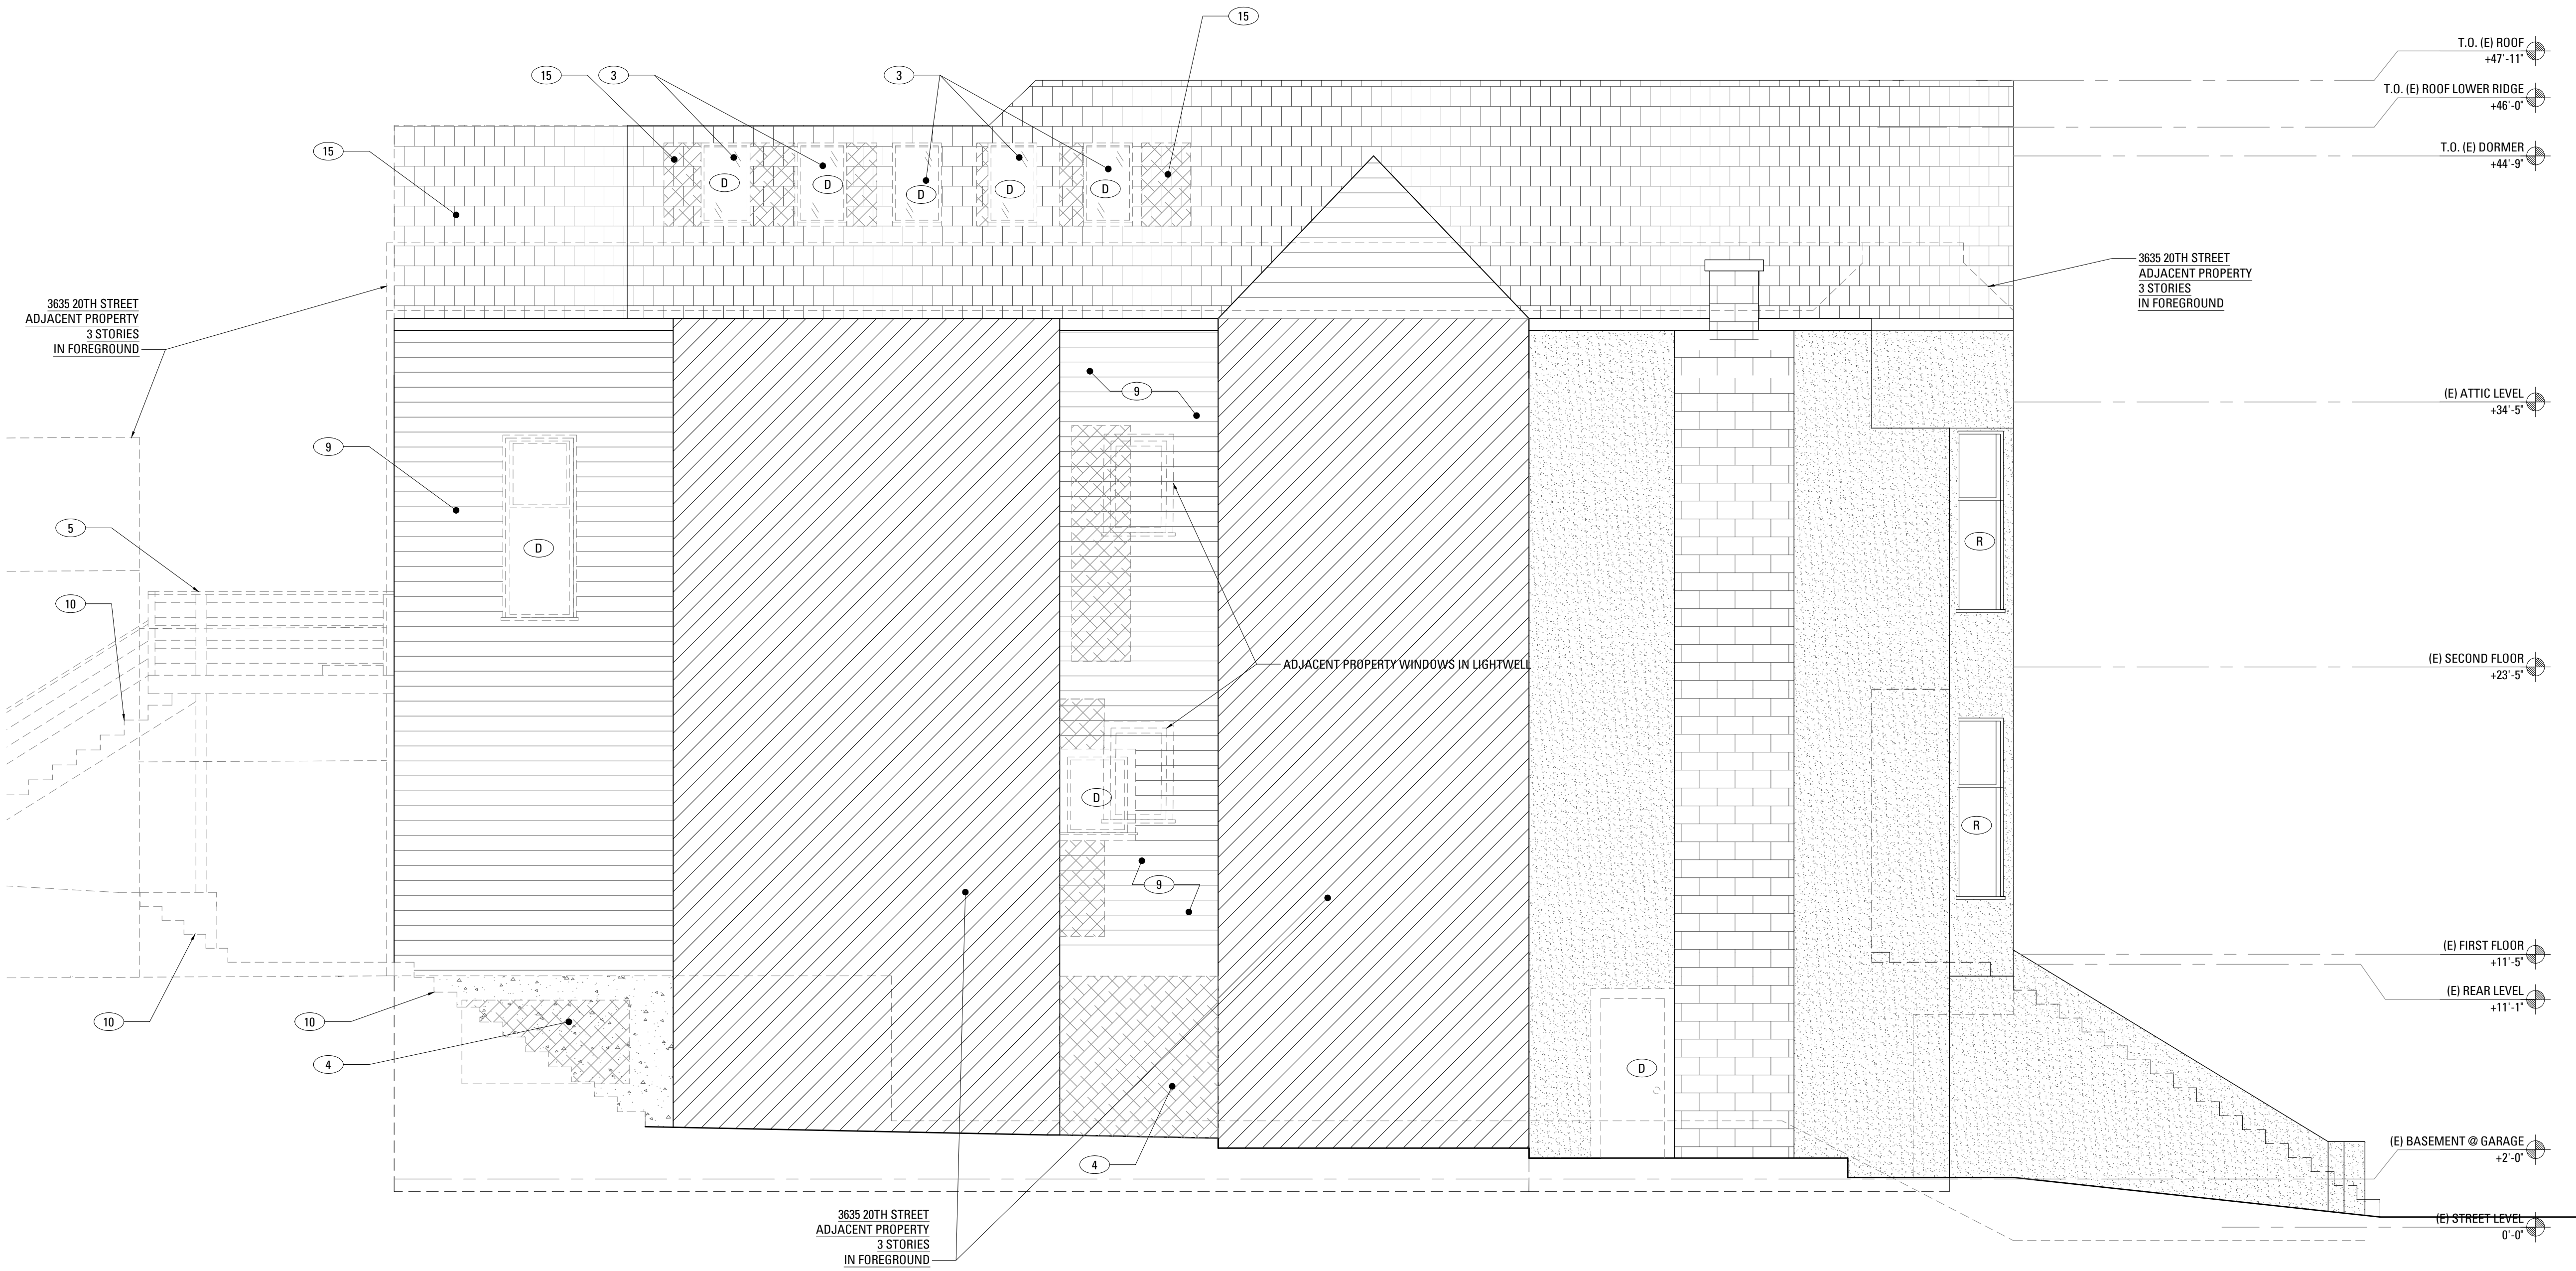 15
T.O. (E) ROOF
+47'-11"
15
3
3
T.O. (E) ROOF LOWER RIDGE
+46'-0"
15
T.O. (E) DORMER
+44'-9"
D
D
D
D
D
3635 20TH STREET
ADJACENT PROPERTY
3 STORIES
IN FOREGROUND
3635 20TH STREET
ADJACENT PROPERTY
3 STORIES
IN FOREGROUND
9
(E) ATTIC LEVEL
+34'-5"
9
5
D
R
10
ADJACENT PROPERTY WINDOWS IN LIGHTWELL
(E) SECOND FLOOR
+23'-5"
D
R
9
(E) FIRST FLOOR
+11'-5"
(E) REAR LEVEL
+11'-1"
10
10
4
D
4
(E) BASEMENT @ GARAGE
+2'-0"
3635 20TH STREET
ADJACENT PROPERTY
3 STORIES
IN FOREGROUND
(E) STREET LEVEL
0'-0"